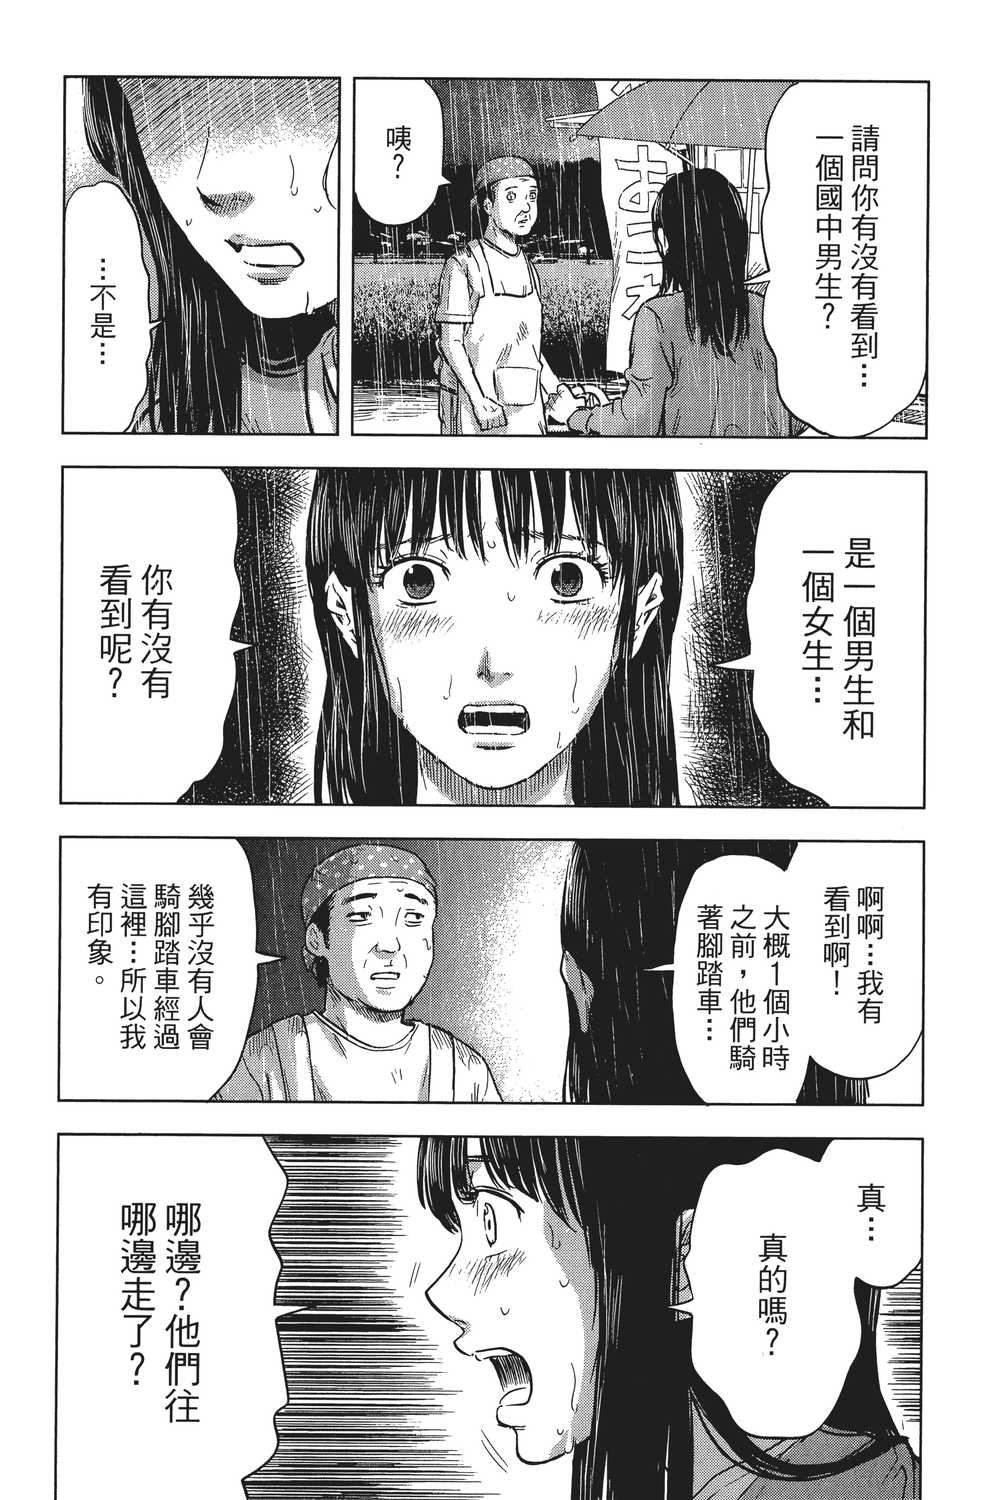 請問你有沒有看到…
一個國中男生？
咦？
…不是…
是一個男生和
一個女生…
你有沒有
看到呢？
啊啊…我有
看到啊！
大概1個小時
之前，他們騎
著腳踏車…
幾乎沒有人會
騎腳踏車經過
這裡…所以我
有印象。
真…
真的嗎？
哪邊？他們往
哪邊走了？